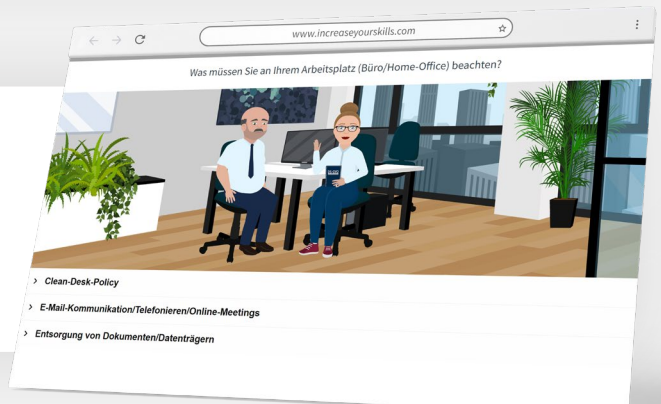 www.increaseyourskills.com
Was müssen Sie an Ihrem Arbeitsplatz (Büro/Home-Office) beachten?
Clean-Desk-Policy
E-Mail-Kommunikation/Telefonieren/Online-Meetings
Entsorgung von Dokumenten/Datenträgern